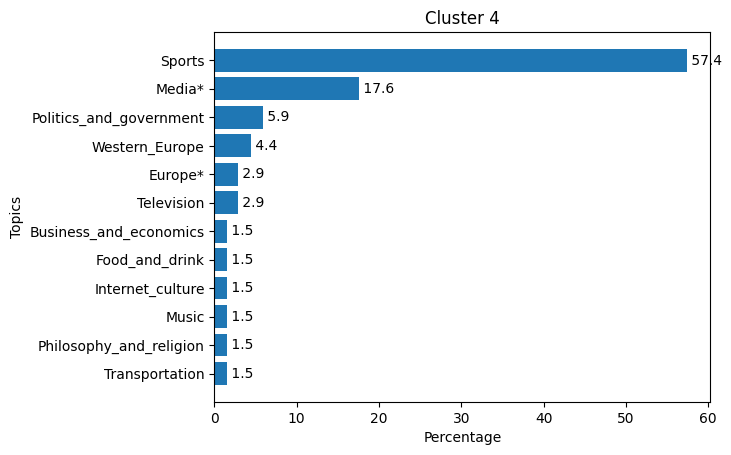 Cluster 4
Sports 57.4
Media* 17.6
Politics_and_government 5.9
Western_Europe 4.4
Europe* 2.9
Television 2.9
Business_and_economics 1.5
Food_and_drink 1.5
Internet_culture 1.5
Music 1.5
Philosophy_and_religion 1.5
Transportation 1.5
Topics
0 10 20 30 40 50 60
Percentage